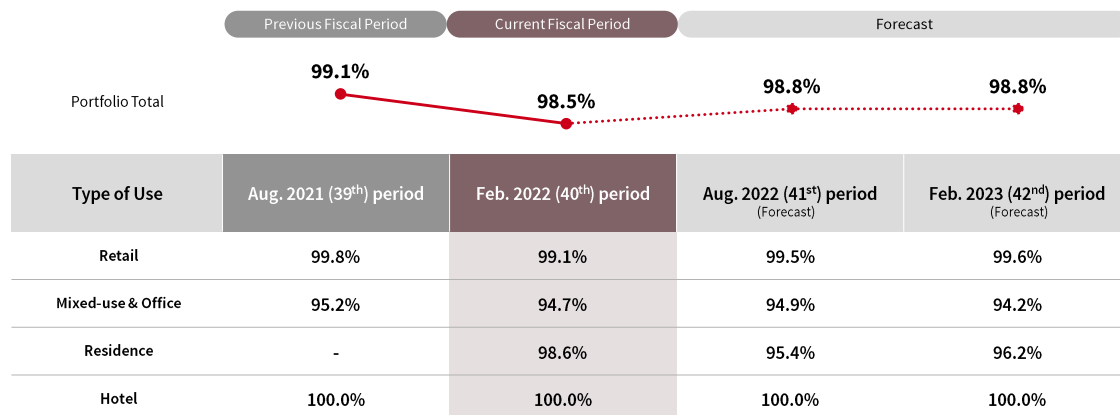 Previous Fiscal Period Current Fiscal Period Forecast
99.1%
98.5%
98.8%
98.8%
Portfolio Total
Type of Use Aug. 2021 (39th) period Feb. 2022 (40th) period Aug. 2022 (41st) period Feb. 2023 (42nd) period
(Forecast) (Forecast)
Retail 99.8% 99.1% 99.5% 99.6%
Mixed-use & Office 95.2% 94.7% 94.9% 94.2%
Residence - 98.6% 95.4% 96.2%
Hotel 100.0% 100.0% 100.0% 100.0%